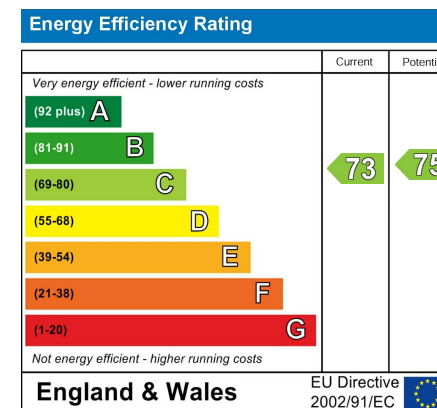 Energy Efficiency Rating
Current Potenti
Very energy efficient - lower running costs
(92 plus) A
(81-91) B
(69-80) C
73 75
(55-68) D
(39-54) E
(21-38) F
(1-20) G
Not energy efficient - higher running costs
England & Wales
EU Directive
2002/91/EC